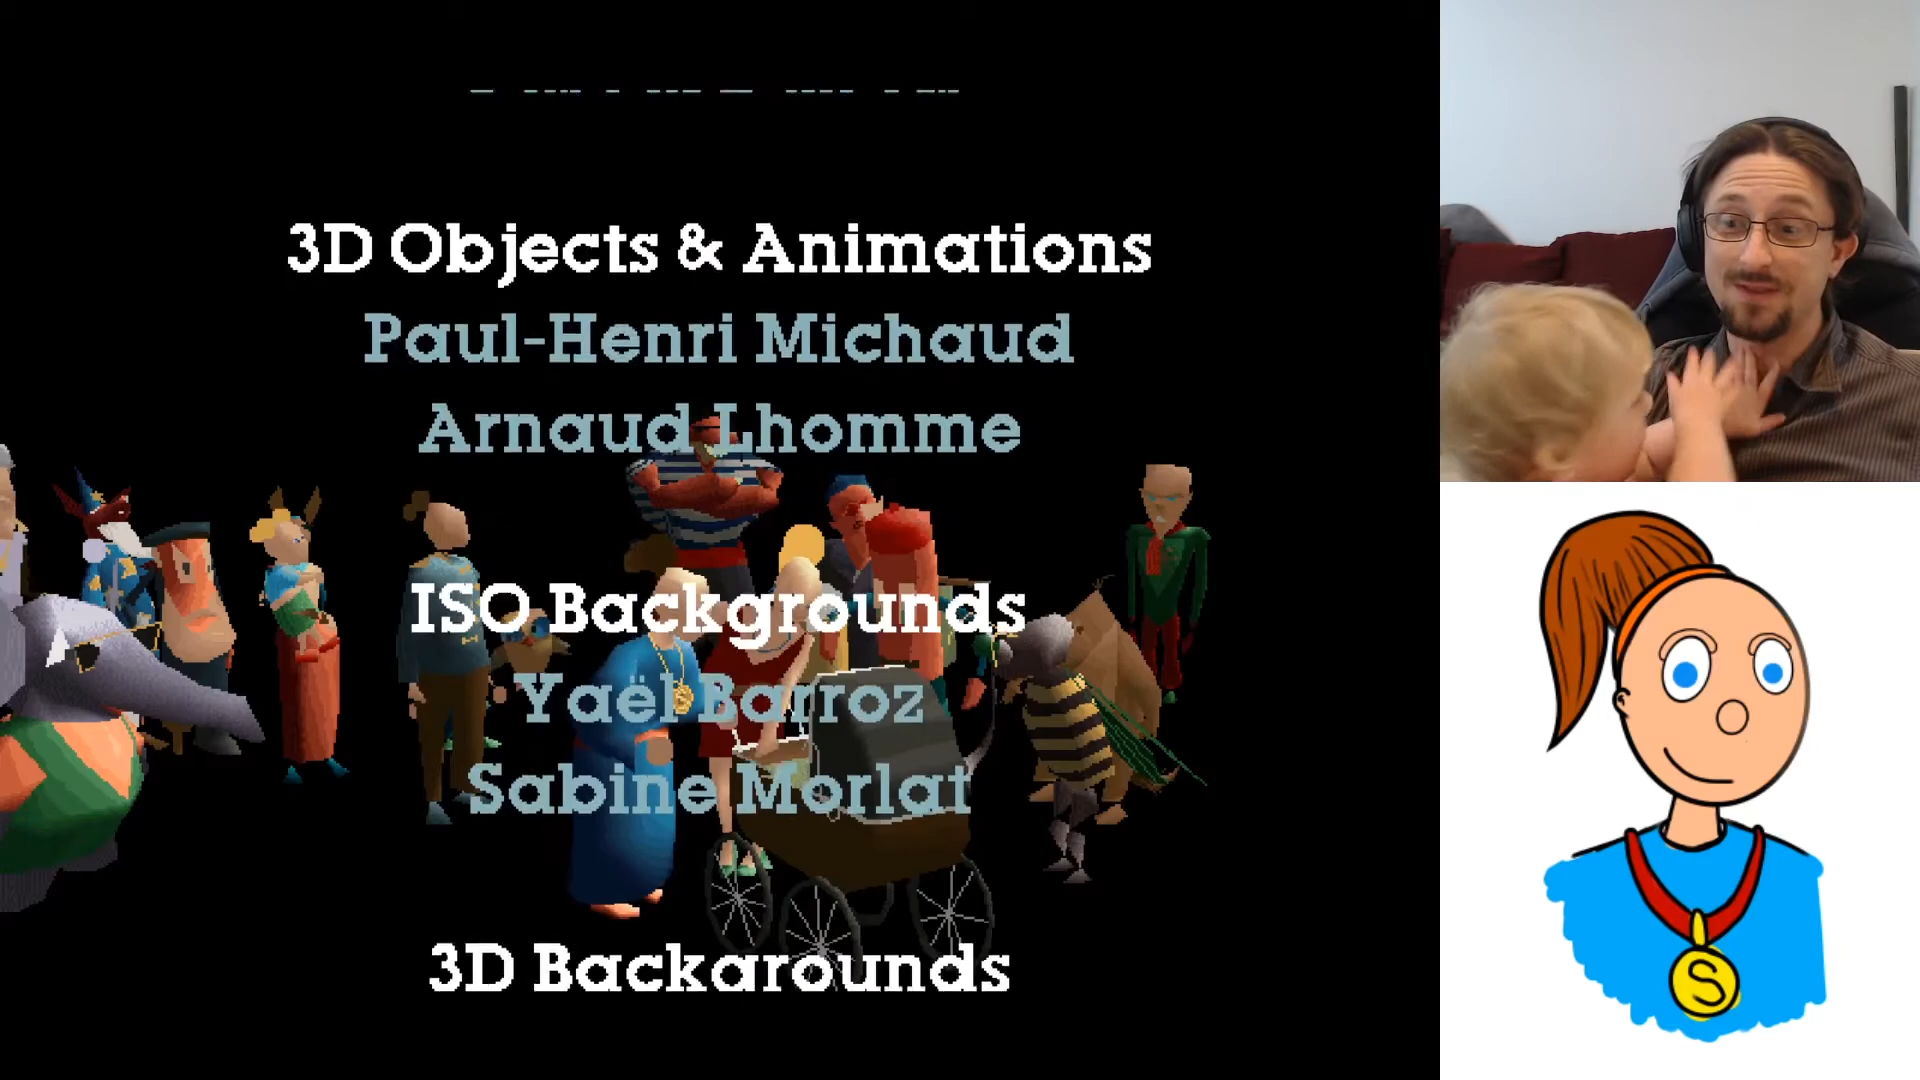 3D Objects & Animations
Paul-Henri Michaud
Arnaud Lhomme
ISO Backgrounds
Yaël Barroz
Sabine Morlat
3D Backgrounds
S